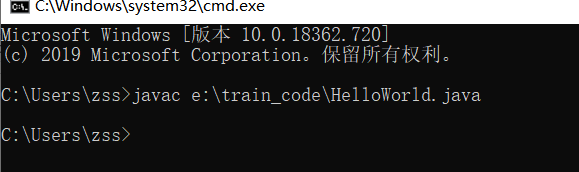 C:\Windows\system32\cmd.exe
Microsoft Windows [版本 10.0.18362.720]
(c) 2019 Microsoft Corporation。保留所有权利。
C:\Users\zss>javac e:\train_code\HelloWorld.java
C:\Users\zss>